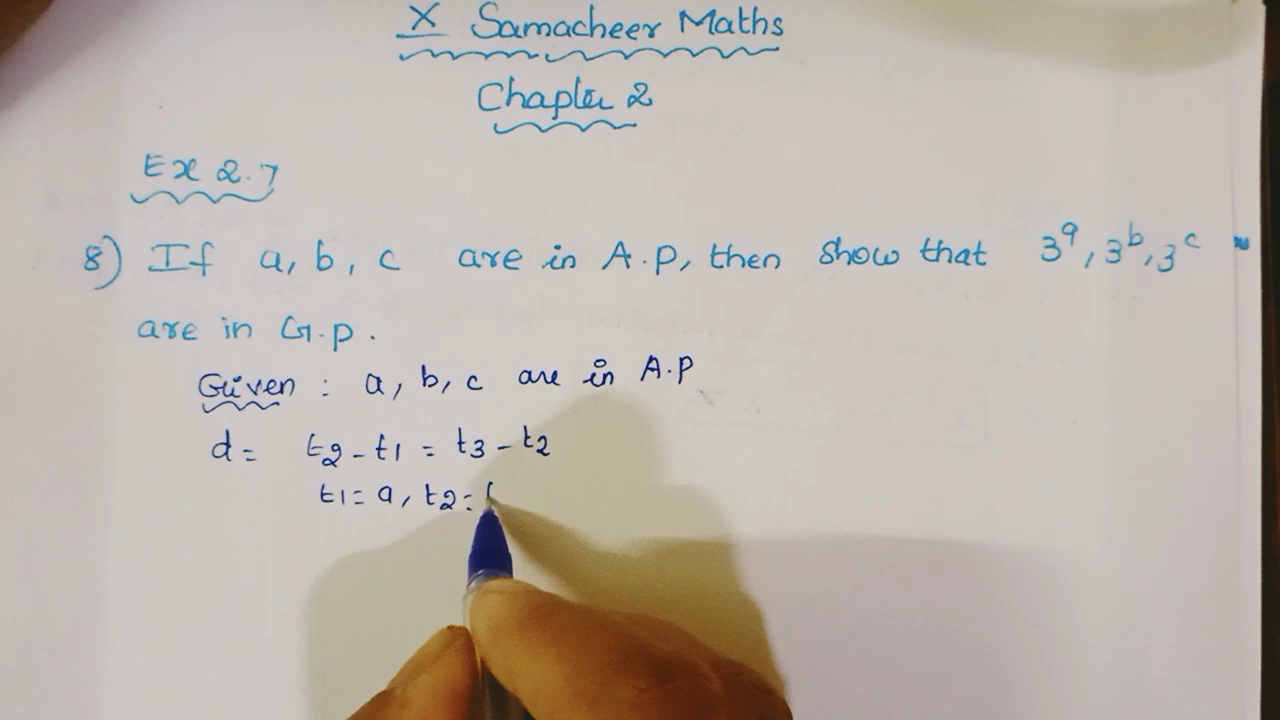 X Samacheer Maths
Chapter 2
Ex 2.7
8) If a, b, c are in A.P, then show that 3^a, 3^b, 3^c
are in G.P.
Given : a, b, c are in A.P
d = t2 - t1 = t3 - t2
t1 = a, t2 =